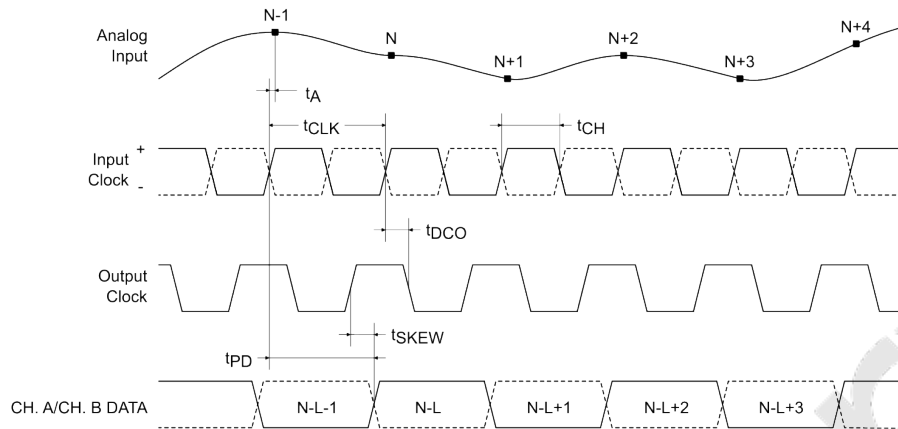 N-1
N
N+1
N+2
N+3
N+4
Analog
Input
tA
tCLK
tCH
Input
Clock
+
-
tDCO
Output
Clock
tSKEW
tPD
CH. A/CH. B DATA
N-L-1
N-L
N-L+1
N-L+2
N-L+3